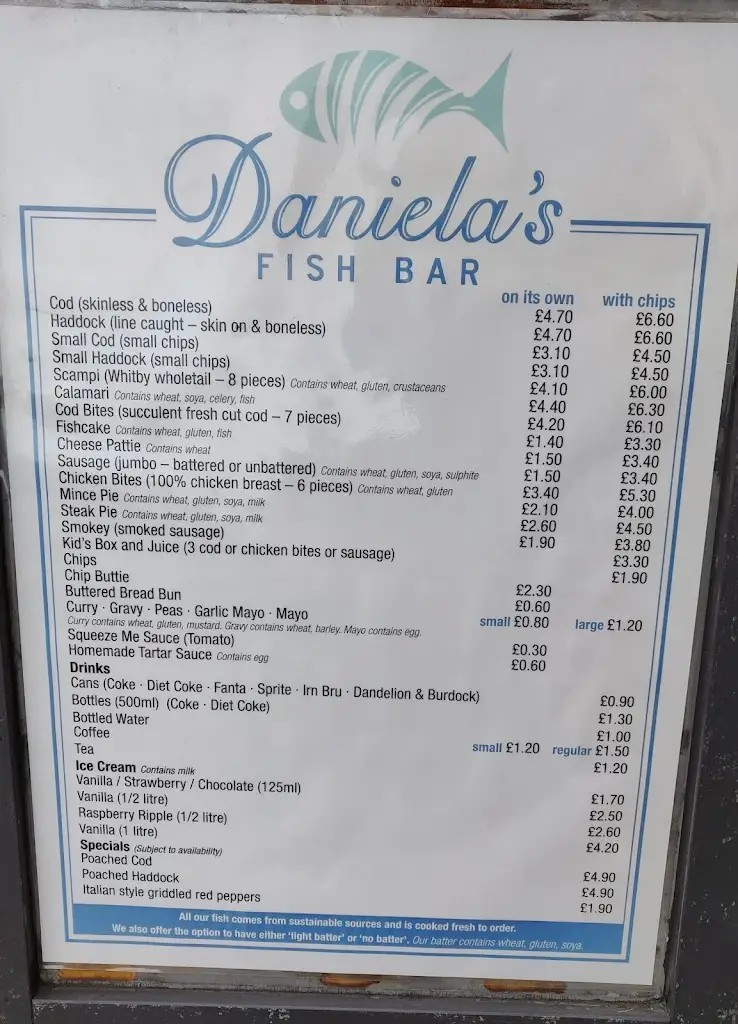 Daniela's
FISH BAR
on its own with chips
Cod (skinless & boneless) £4.70 £6.60
Haddock (line caught – skin on & boneless) £4.70 £6.60
Small Cod (small chips) £3.10 £4.50
Small Haddock (small chips) £3.10 £4.50
Scampi (Whitby wholetail – 8 pieces) Contains wheat, gluten, crustaceans £4.10 £6.00
Calamari Contains wheat, soya, celery, fish £4.40 £6.30
Cod Bites (succulent fresh cut cod – 7 pieces) £4.20 £6.10
Fishcake Contains wheat, gluten, fish £1.40 £3.30
Cheese Pattie Contains wheat £1.50 £3.40
Sausage (jumbo – battered or unbattered) Contains wheat, gluten, soya, sulphite £1.50 £3.40
Chicken Bites (100% chicken breast – 6 pieces) Contains wheat, gluten £3.40 £5.30
Mince Pie Contains wheat, gluten, soya, milk £2.10 £4.00
Steak Pie Contains wheat, gluten, soya, milk £2.60 £4.50
Smokey (smoked sausage) £1.90 £3.80
Kid's Box and Juice (3 cod or chicken bites or sausage) £3.30
Chips £1.90
Chip Buttie £2.30
Buttered Bread Bun £0.60
Curry · Gravy · Peas · Garlic Mayo · Mayo small £0.80 large £1.20
Curry contains wheat, gluten, mustard. Gravy contains wheat, barley. Mayo contains egg.
Squeeze Me Sauce (Tomato) £0.30
Homemade Tartar Sauce Contains egg £0.60
Drinks
Cans (Coke · Diet Coke · Fanta · Sprite · Irn Bru · Dandelion & Burdock) £0.90
Bottles (500ml) (Coke · Diet Coke) £1.30
Bottled Water £1.00
Coffee small £1.20 regular £1.50
Tea £1.20
Ice Cream Contains milk
Vanilla / Strawberry / Chocolate (125ml) £1.70
Vanilla (1/2 litre) £2.50
Raspberry Ripple (1/2 litre) £2.60
Vanilla (1 litre) £4.20
Specials (Subject to availability)
Poached Cod £4.90
Poached Haddock £4.90
Italian style griddled red peppers £1.90
All our fish comes from sustainable sources and is cooked fresh to order.
We also offer the option to have either 'light batter' or 'no batter'. Our batter contains wheat, gluten, soya.